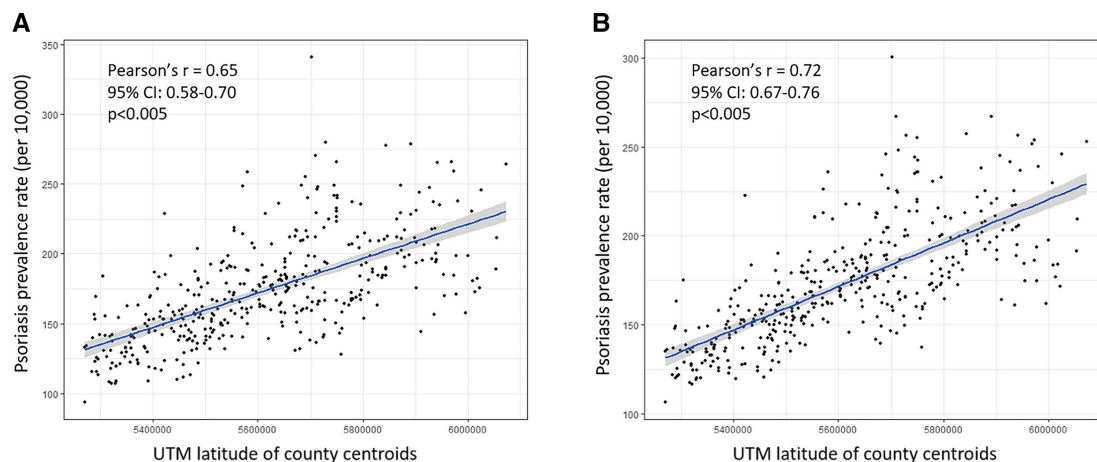 A
Pearson's r = 0.65
95% CI: 0.58-0.70
p<0.005
Psoriasis prevalence rate (per 10,000)
350
300
250
200
150
100
5400000 5600000 5800000 6000000
UTM latitude of county centroids
B
Pearson's r = 0.72
95% CI: 0.67-0.76
p<0.005
Psoriasis prevalence rate (per 10,000)
300
250
200
150
100
5400000 5600000 5800000 6000000
UTM latitude of county centroids